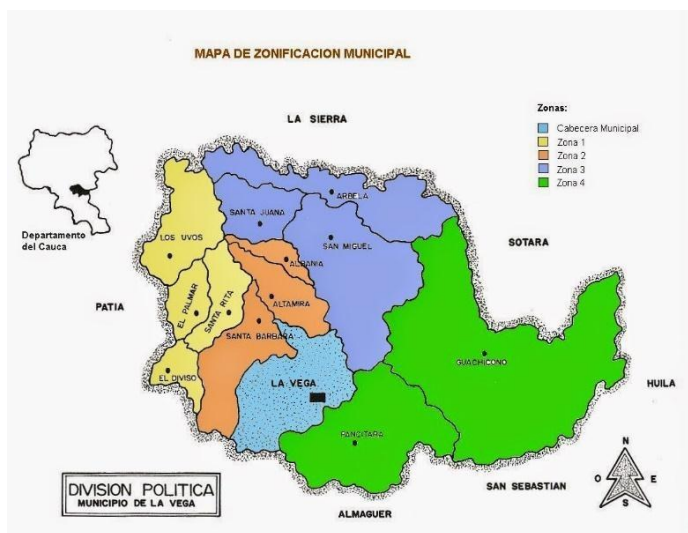 MAPA DE ZONIFICACION MUNICIPAL
LA SIERRA
Zonas:
Cabecera Municipal
Zona 1
Zona 2
Zona 3
Zona 4
Departamento
del Cauca
ARBELA
SANTA JUANA
LOS UVOS
SAN MIGUEL
SOTARA
ALBANIA
PATIA
EL PALMAR
SANTA RITA
ALTAMIRA
SANTA BARBARA
GUACHICONO
EL DIVISO
LA VEGA
HUILA
PANCITARA
N
O
E
S
SAN SEBASTIAN
DIVISION POLITICA
MUNICIPIO DE LA VEGA
ALMAGUER